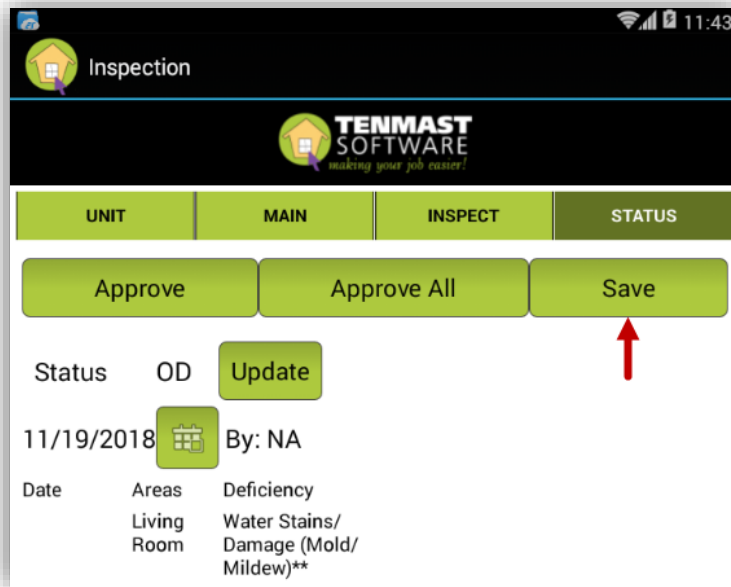 11:43
Inspection
TENMAST
SOFTWARE
making your job easier!
UNIT MAIN INSPECT STATUS
Approve Approve All Save
Status OD Update
11/19/2018 By: NA
Date Areas Deficiency
Living Water Stains/
Room Damage (Mold/
Mildew)**